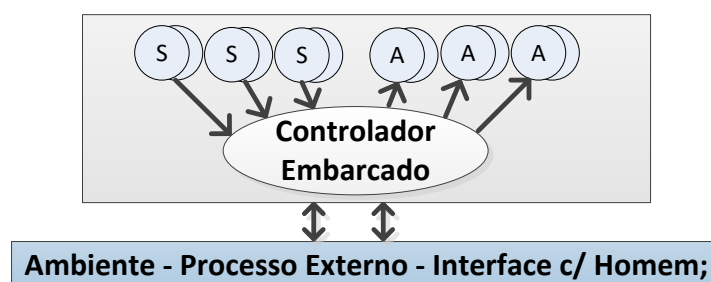 S S S A A A
Controlador
Embarcado
Ambiente - Processo Externo - Interface c/ Homem;